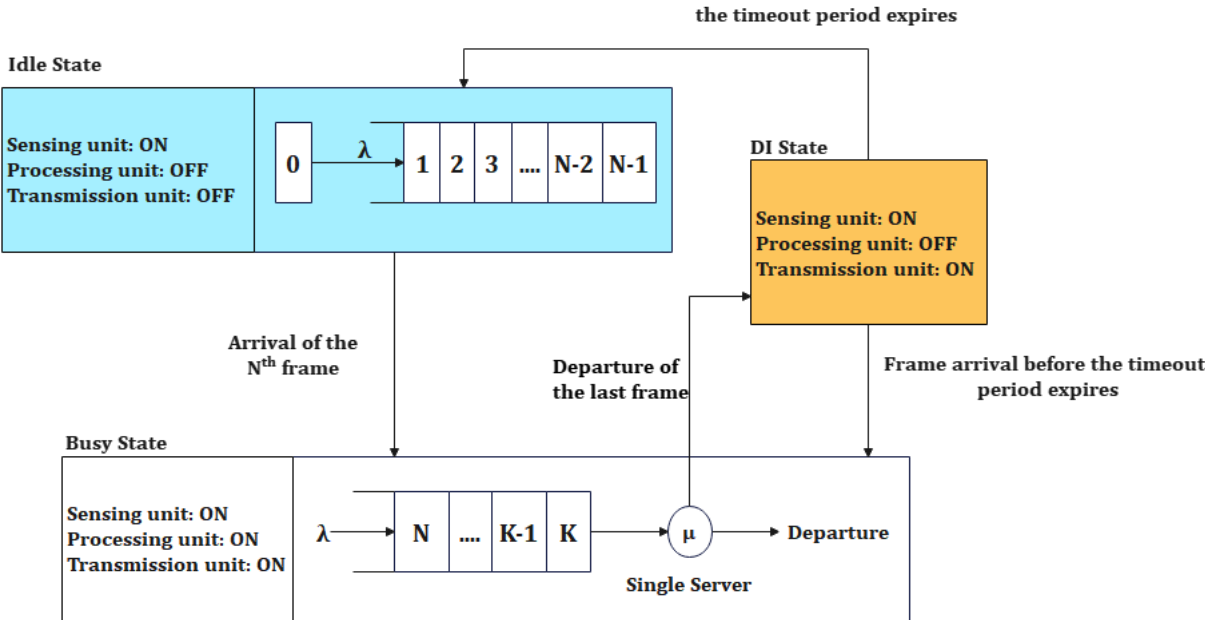 the timeout period expires
Idle State
Sensing unit: ON
Processing unit: OFF
Transmission unit: OFF
0 λ 1 2 3 .... N-2 N-1
DI State
Sensing unit: ON
Processing unit: OFF
Transmission unit: ON
Arrival of the
Nth frame
Departure of
the last frame
Frame arrival before the timeout
period expires
Busy State
Sensing unit: ON
Processing unit: ON
Transmission unit: ON
λ N .... K-1 K μ Departure
Single Server